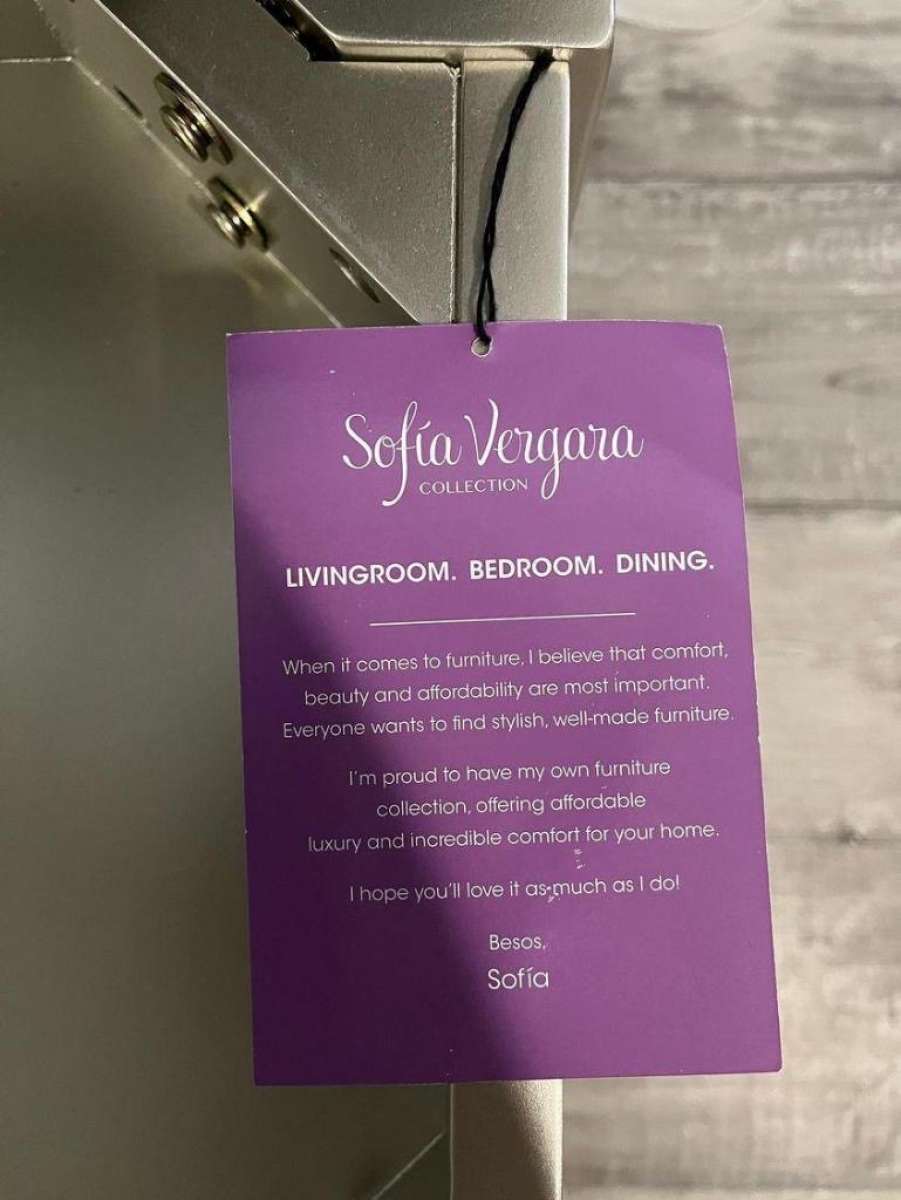 Sofía Vergara
COLLECTION
LIVINGROOM. BEDROOM. DINING.
When it comes to furniture, I believe that comfort,
beauty and affordability are most important.
Everyone wants to find stylish, well-made furniture.
I'm proud to have my own furniture
collection, offering affordable
luxury and incredible comfort for your home.
I hope you'll love it as much as I do!
Besos,
Sofía